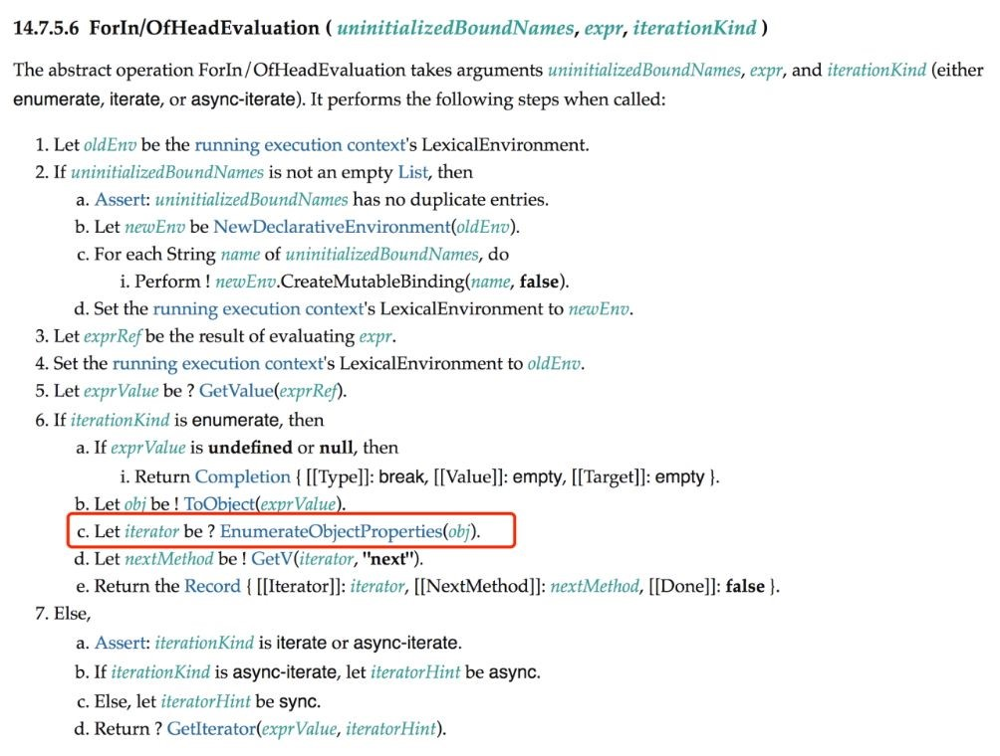 14.7.5.6 ForIn/OfHeadEvaluation ( uninitializedBoundNames, expr, iterationKind )
The abstract operation ForIn/OfHeadEvaluation takes arguments uninitializedBoundNames, expr, and iterationKind (either
enumerate, iterate, or async-iterate). It performs the following steps when called:
1. Let oldEnv be the running execution context's LexicalEnvironment.
2. If uninitializedBoundNames is not an empty List, then
a. Assert: uninitializedBoundNames has no duplicate entries.
b. Let newEnv be NewDeclarativeEnvironment(oldEnv).
c. For each String name of uninitializedBoundNames, do
i. Perform ! newEnv.CreateMutableBinding(name, false).
d. Set the running execution context's LexicalEnvironment to newEnv.
3. Let exprRef be the result of evaluating expr.
4. Set the running execution context's LexicalEnvironment to oldEnv.
5. Let exprValue be ? GetValue(exprRef).
6. If iterationKind is enumerate, then
a. If exprValue is undefined or null, then
i. Return Completion { [[Type]]: break, [[Value]]: empty, [[Target]]: empty }.
b. Let obj be ! ToObject(exprValue).
c. Let iterator be ? EnumerateObjectProperties(obj).
d. Let nextMethod be ! GetV(iterator, "next").
e. Return the Record { [[Iterator]]: iterator, [[NextMethod]]: nextMethod, [[Done]]: false }.
7. Else,
a. Assert: iterationKind is iterate or async-iterate.
b. If iterationKind is async-iterate, let iteratorHint be async.
c. Else, let iteratorHint be sync.
d. Return ? GetIterator(exprValue, iteratorHint).